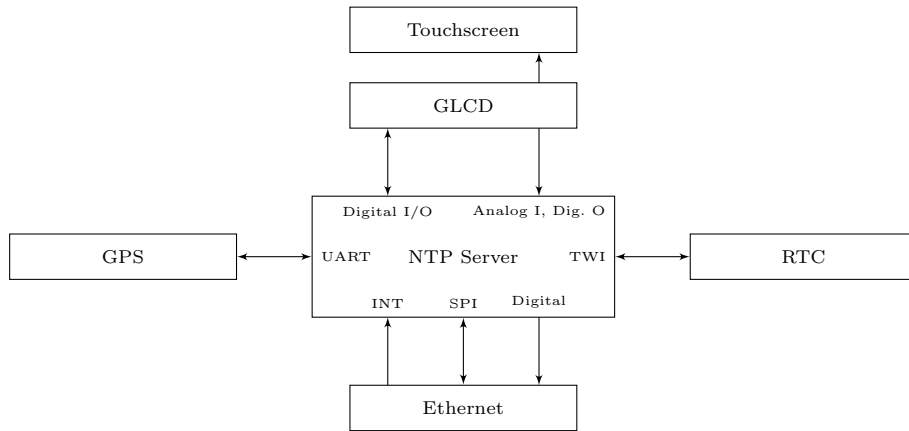 Touchscreen
GLCD
Digital I/O
Analog I, Dig. O
GPS
UART
NTP Server
TWI
RTC
INT
SPI
Digital
Ethernet